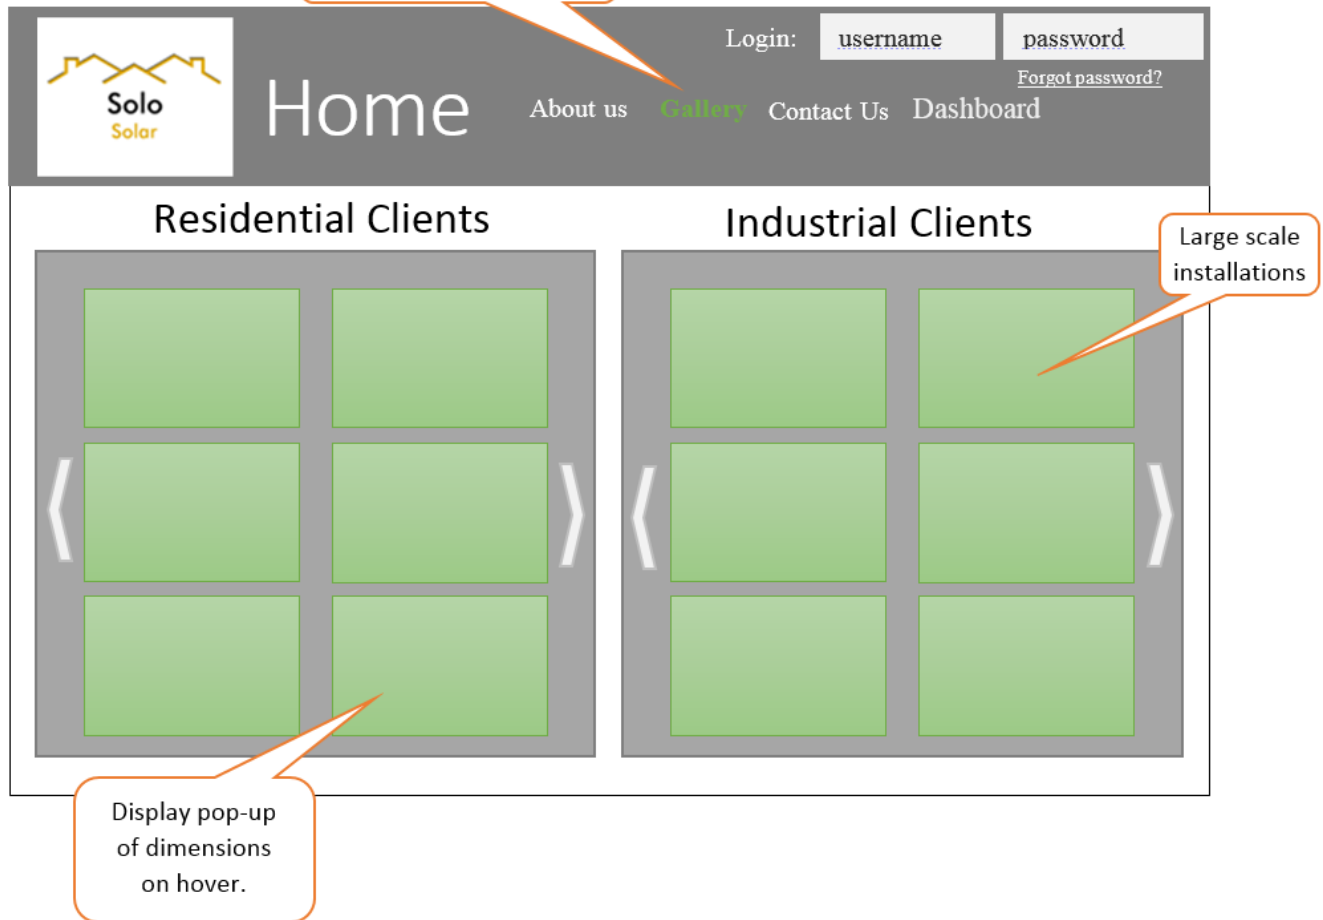 Login: username password
Forgot password?
Solo
Solar
Home
About us Gallery Contact Us Dashboard
Residential Clients
Industrial Clients
Large scale
installations
Display pop-up
of dimensions
on hover.